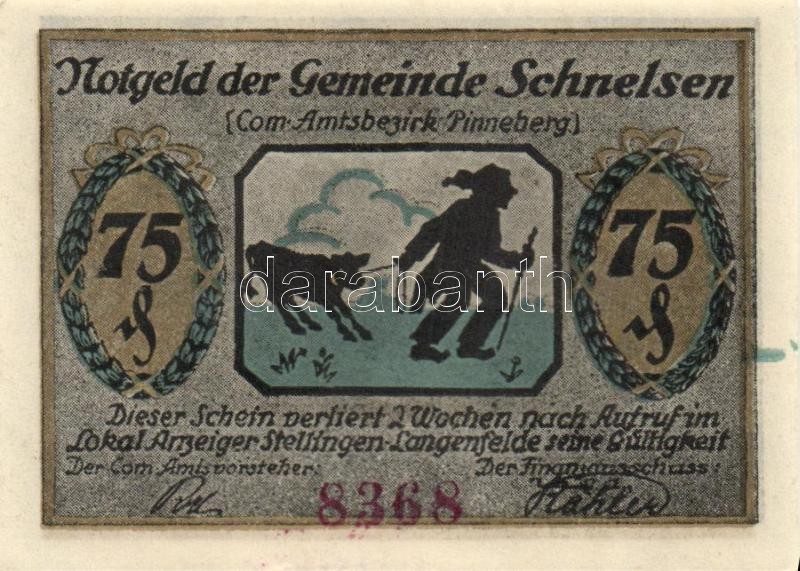 Notgeld der Gemeinde Schnelsen
(Com. Amtsbezirk Pinneberg)
75 75
₰ ₰
darabanth
Dieser Schein verliert 2 Wochen nach Aufruf im
Lokal Anzeiger Stellingen-Langenfelde seine Gültigkeit
Der Com Amtsvorsteher: Der Finanzausschuss:
8368